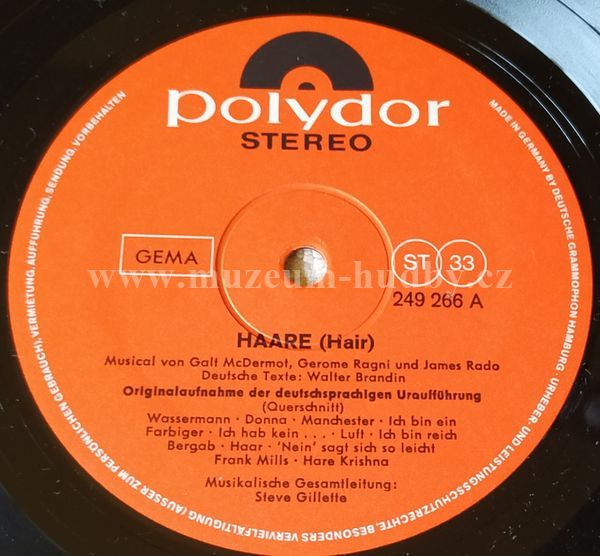 polydor
STEREO
GEMA
ST 33
249 266 A
www.muzeum-hudby.cz
HAARE (Hair)
Musical von Galt McDermot, Gerome Ragni und James Rado
Deutsche Texte: Walter Brandin
Originalaufnahme der deutschsprachigen Uraufführung
(Querschnitt)
Wassermann · Donna · Manchester · Ich bin ein
Farbiger · Ich hab kein . . . · Luft · Ich bin reich
Bergab · Haar · ‘Nein’ sagt sich so leicht
Frank Mills · Hare Krishna
Musikalische Gesamtleitung:
Steve Gillette
MADE IN GERMANY BY DEUTSCHE GRAMMOPHON HAMBURG · URHEBER- UND LEISTUNGSSCHUTZRECHTE, BESONDERS VERVIELFÄLTIGUNG (AUSSER ZUM PERSÖNLICHEN GEBRAUCH), VERMIETUNG, AUFFÜHRUNG, SENDUNG, VORBEHALTEN